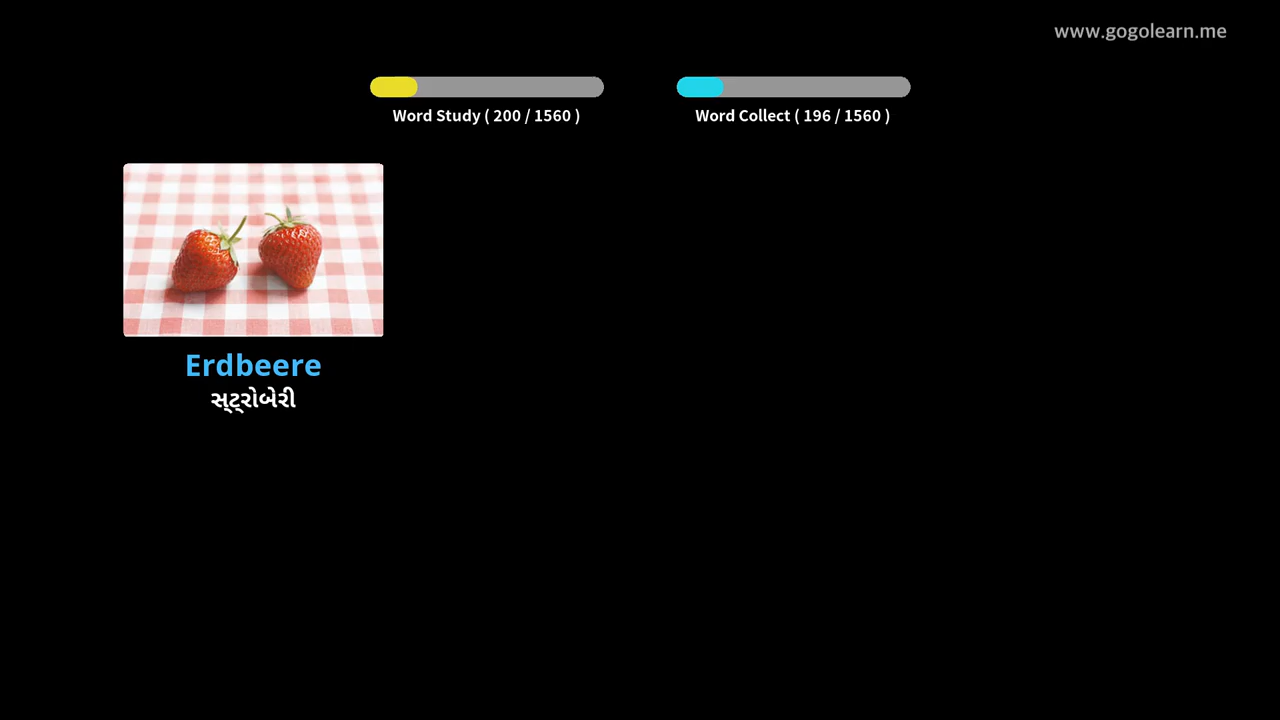 www.gogolearn.me
Word Study ( 200 / 1560 )
Word Collect ( 196 / 1560 )
Erdbeere
સ્ટ્રોબેરી